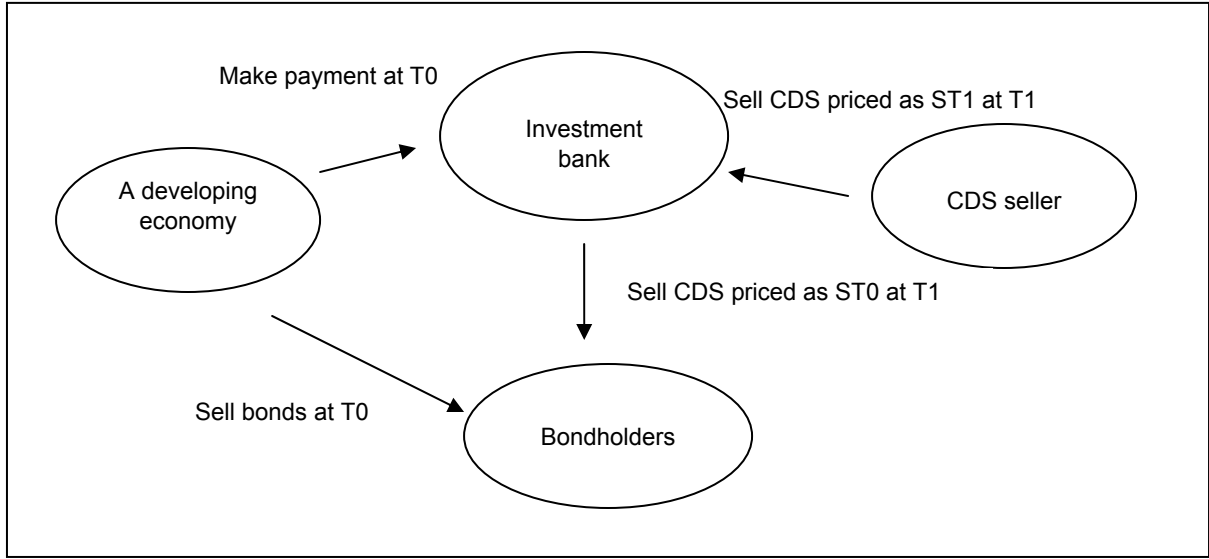 Make payment at T0
Sell CDS priced as ST1 at T1
Investment
bank
A developing
economy
CDS seller
Sell CDS priced as ST0 at T1
Sell bonds at T0
Bondholders